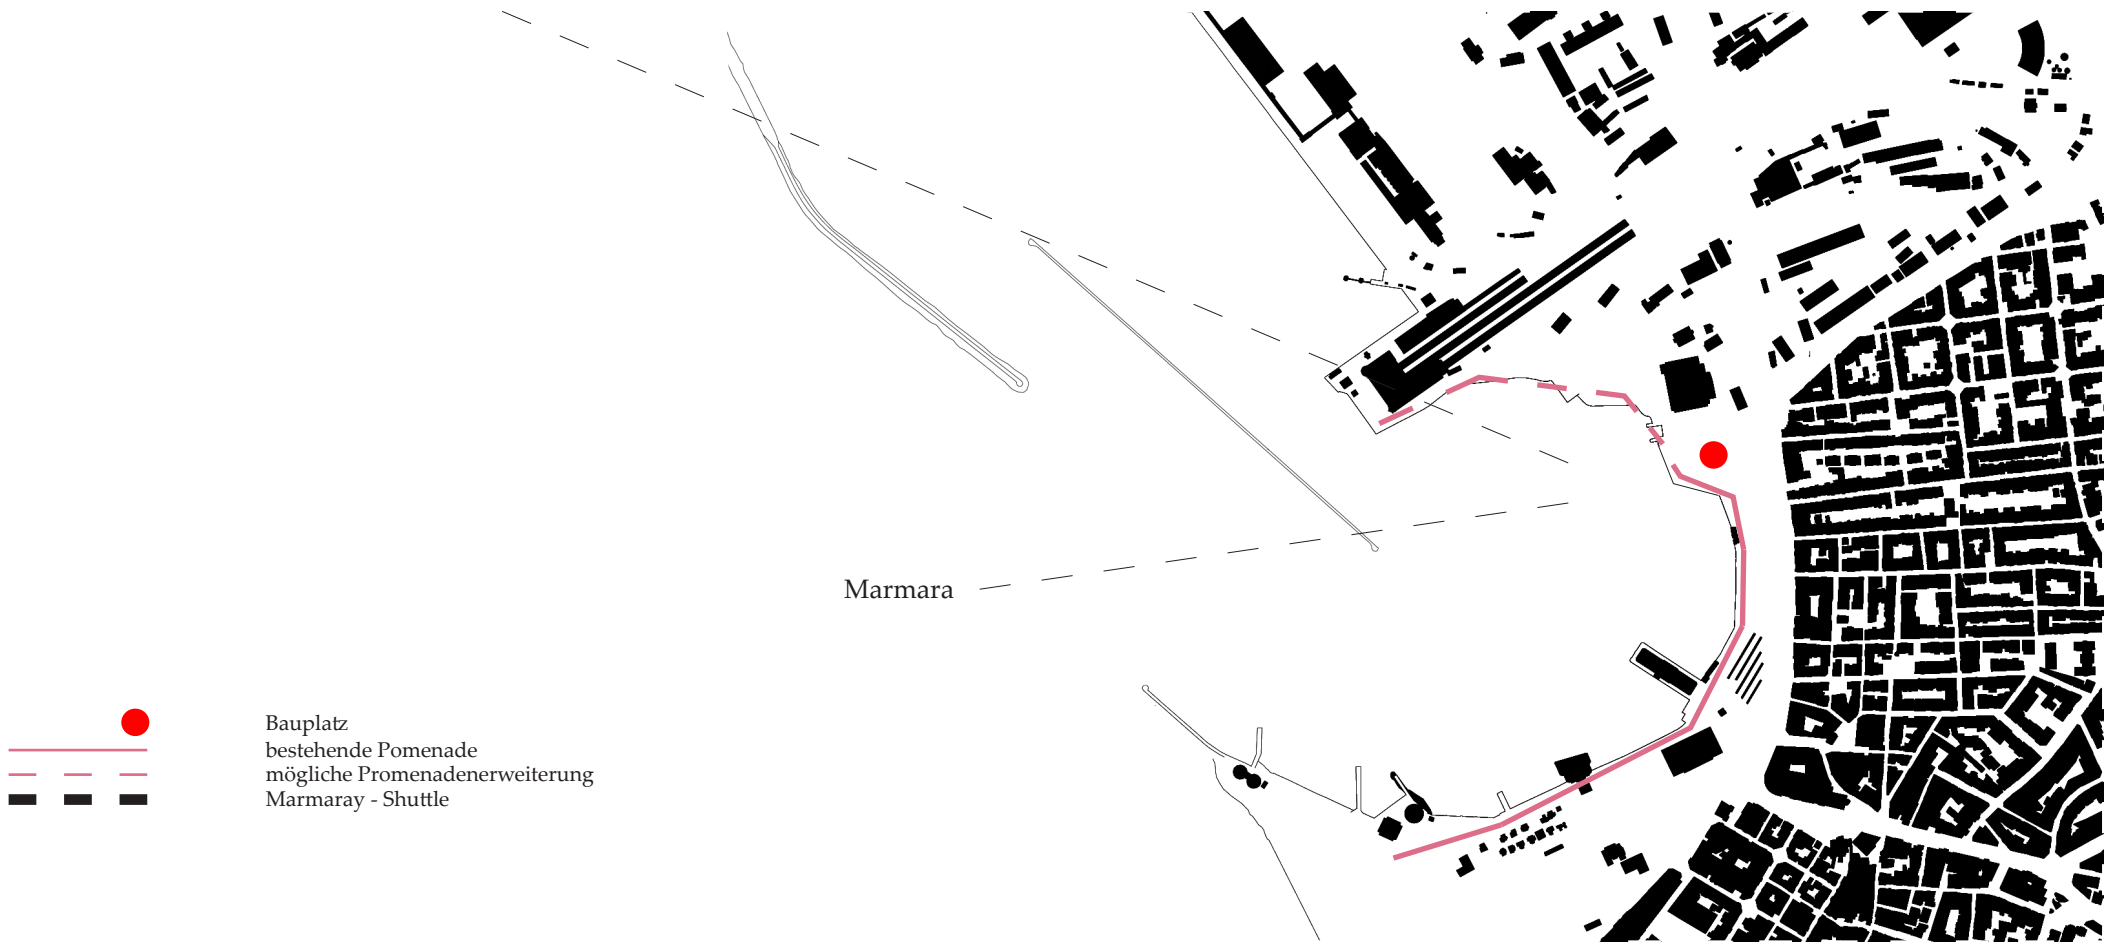 Marmara
Bauplatz
bestehende Pomenade
mögliche Promenadenerweiterung
Marmaray - Shuttle